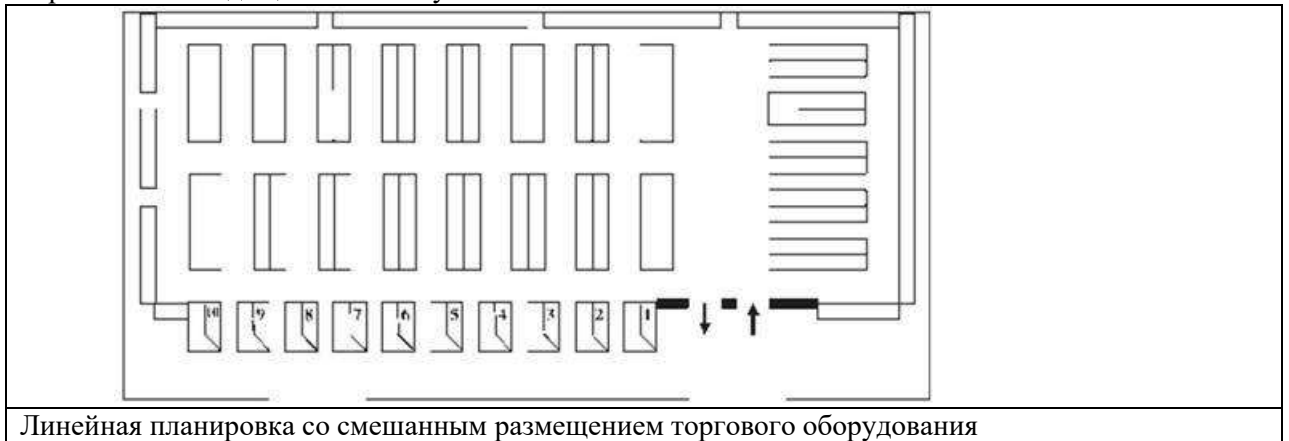 10 9 8 7 6 5 4 3 2 1
Линейная планировка со смешанным размещением торгового оборудования